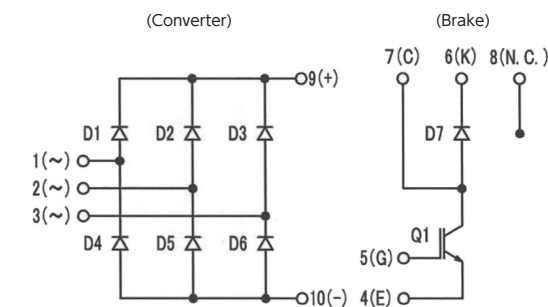 (Converter)
(Brake)
7(C) 6(K) 8(N.C.)
9(+)
D1 D2 D3 D7
1(~)
2(~)
3(~)
D4 D5 D6 Q1
5(G)
10(-) 4(E)